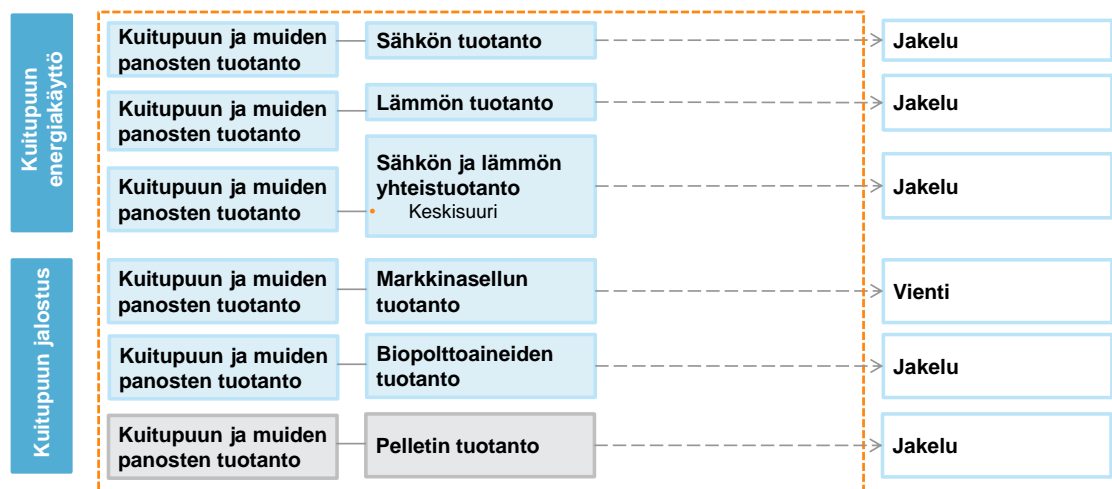 Kuitupuun
energiakäyttö
Kuitupuun ja muiden
panosten tuotanto
Sähkön tuotanto
Jakelu
Kuitupuun ja muiden
panosten tuotanto
Lämmön tuotanto
Jakelu
Kuitupuun ja muiden
panosten tuotanto
Sähkön ja lämmön
yhteistuotanto
• Keskisuuri
Jakelu
Kuitupuun jalostus
Kuitupuun ja muiden
panosten tuotanto
Markkinasellun
tuotanto
Vienti
Kuitupuun ja muiden
panosten tuotanto
Biopolttoaineiden
tuotanto
Jakelu
Kuitupuun ja muiden
panosten tuotanto
Pelletin tuotanto
Jakelu